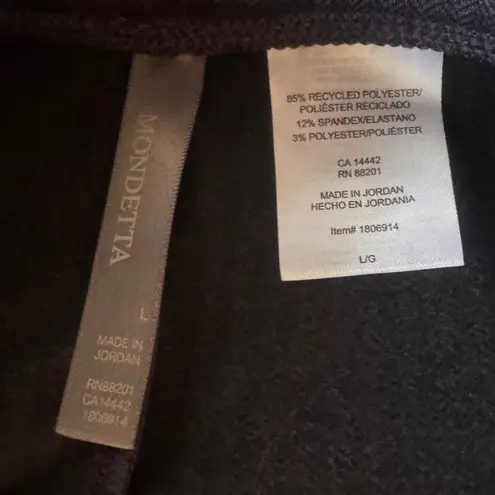 MONDETTA
L
MADE IN
JORDAN
RN88201
CA14442
1806914
85% RECYCLED POLYESTER/
POLIÉSTER RECICLADO
12% SPANDEX/ELASTANO
3% POLYESTER/POLIÉSTER
CA 14442
RN 88201
MADE IN JORDAN
HECHO EN JORDANIA
Item# 1806914
L/G